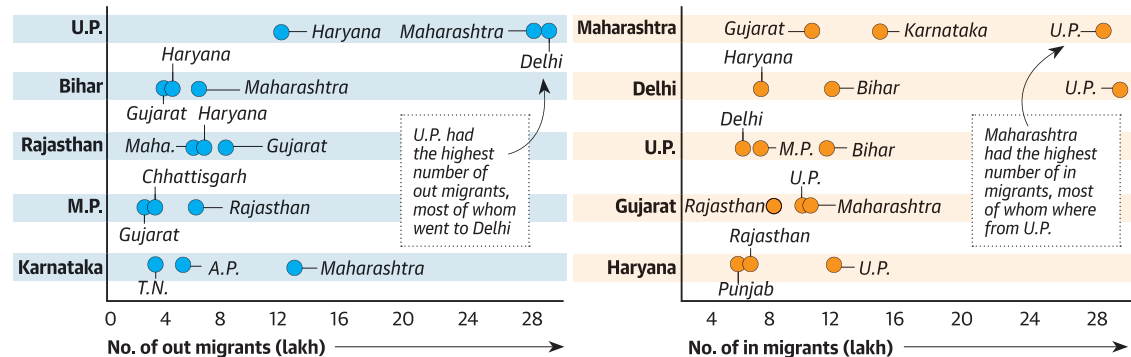 U.P.
Haryana
Maharashtra
Delhi
Haryana
Bihar
Maharashtra
Gujarat
Haryana
Rajasthan
Maha.
Gujarat
Chhattisgarh
M.P.
Rajasthan
Gujarat
Karnataka
A.P.
Maharashtra
T.N.
U.P. had
the highest
number of
out migrants,
most of whom
went to Delhi
0 4 8 12 16 20 24 28
No. of out migrants (lakh)
Maharashtra
Gujarat
Karnataka
U.P.
Haryana
Delhi
Bihar
U.P.
Delhi
U.P.
M.P.
Bihar
U.P.
Gujarat
Rajasthan
Maharashtra
Rajasthan
Haryana
U.P.
Punjab
Maharashtra
had the highest
number of in
migrants, most
of whom where
from U.P.
4 8 12 16 20 24 28
No. of in migrants (lakh)